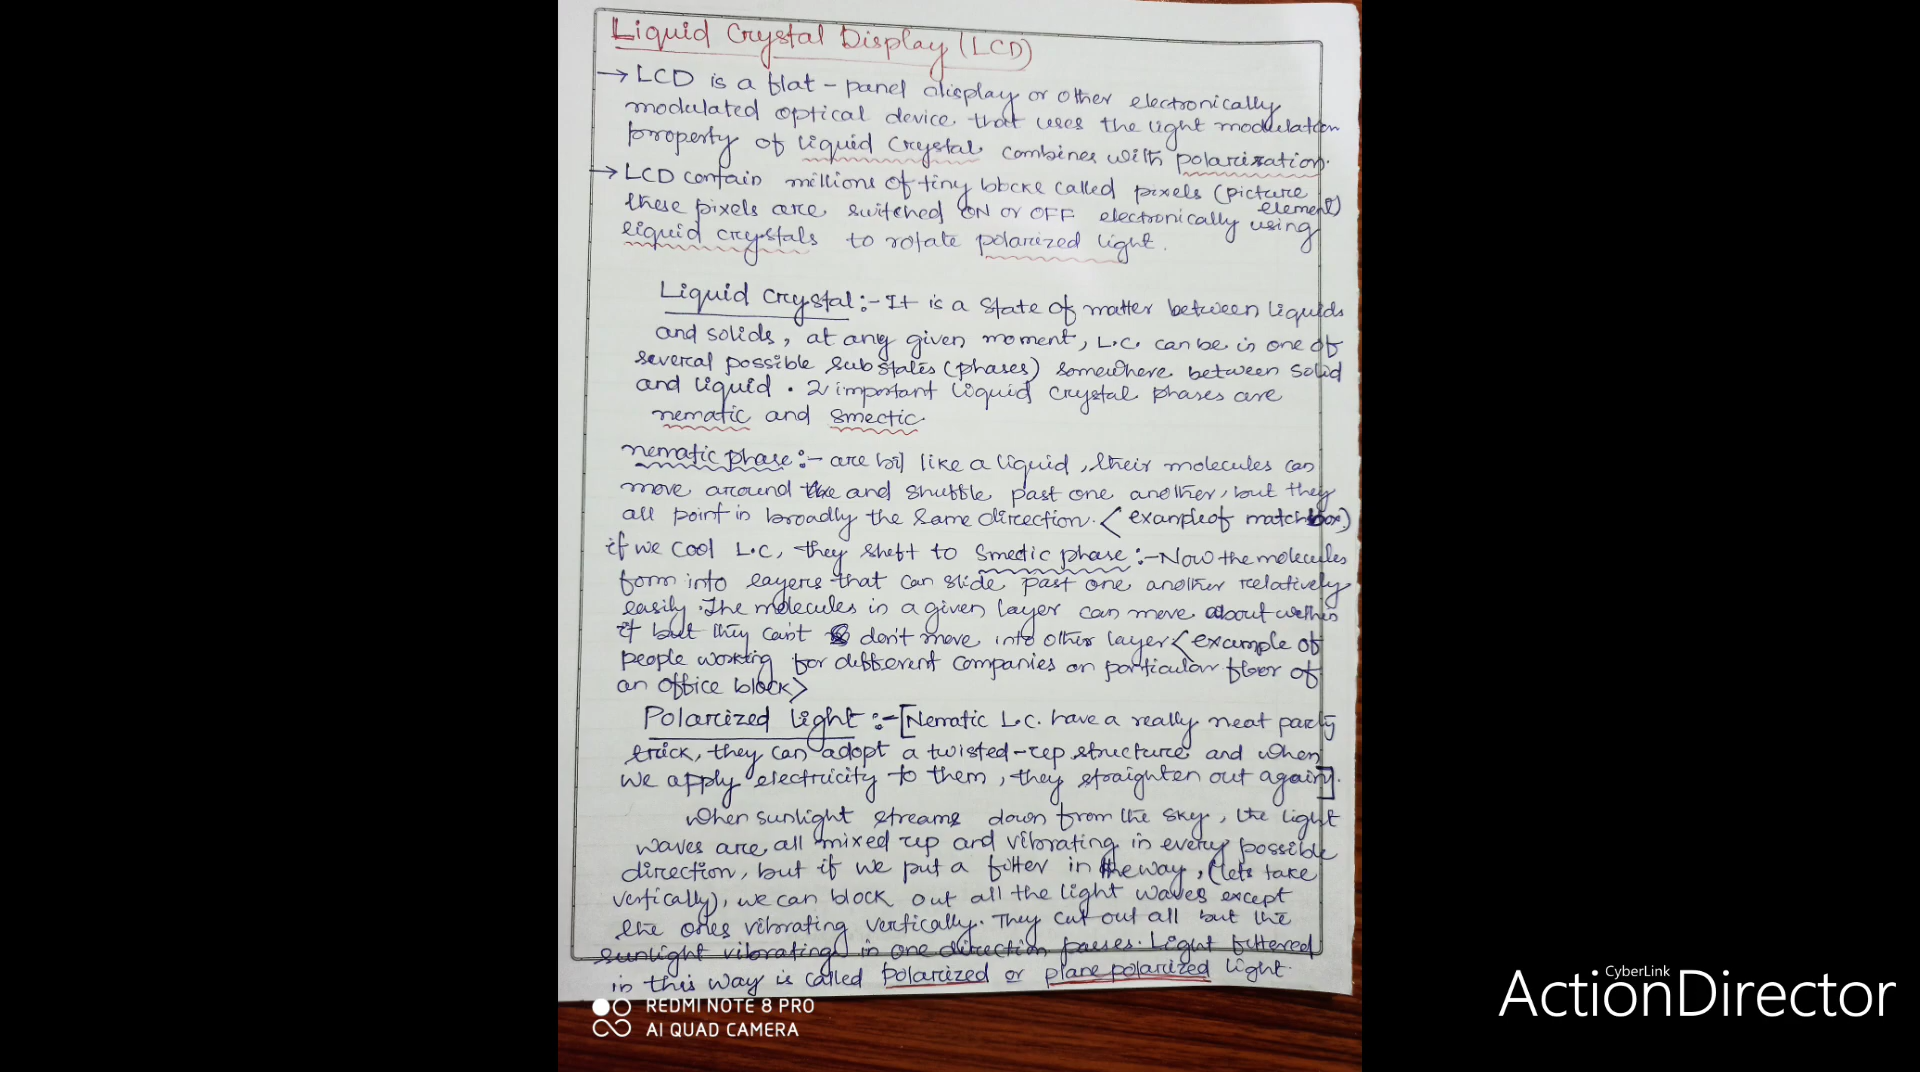 Liquid Crystal Display (LCD)
→ LCD is a flat - panel display or other electronically
modulated optical device that uses the light modulation
property of liquid crystal combines with polarization.
→ LCD contain millions of tiny blocks called pixels (picture
element)
these pixels are switched ON or OFF electronically using
liquid crystals to rotate polarized light.
Liquid crystal :- It is a state of matter between liquids
and solids, at any given moment, L.C. can be in one of
several possible substates (phases) somewhere between solid
and liquid. 2 important liquid crystal phases are
nematic and smectic.
nematic phase :- are bit like a liquid, their molecules can
move around and shuffle past one another, but they
all point in broadly the same direction. < example of matchbox >
if we cool L.C, they sheft to Smectic phase :- Now the molecules
form into layers that can slide past one another relatively
easily. The molecules in a given layer can move about within
it but they can't don't move into other layer < example of
people working for different companies on particular floor of
an office block >
Polarized light :- [Nematic L.C. have a really neat party
trick, they can adopt a twisted-up structure and when
we apply electricity to them, they straighten out again].
When sunlight streams down from the sky, the light
waves are all mixed up and vibrating in every possible
direction, but if we put a filter in the way, (lets take
vertically), we can block out all the light waves except
the ones vibrating vertically. They cut out all but the
sunlight vibrating in one direction passes. Light filtered
in this way is called polarized or plane polarized light.
REDMI NOTE 8 PRO
AI QUAD CAMERA
CyberLink
ActionDirector